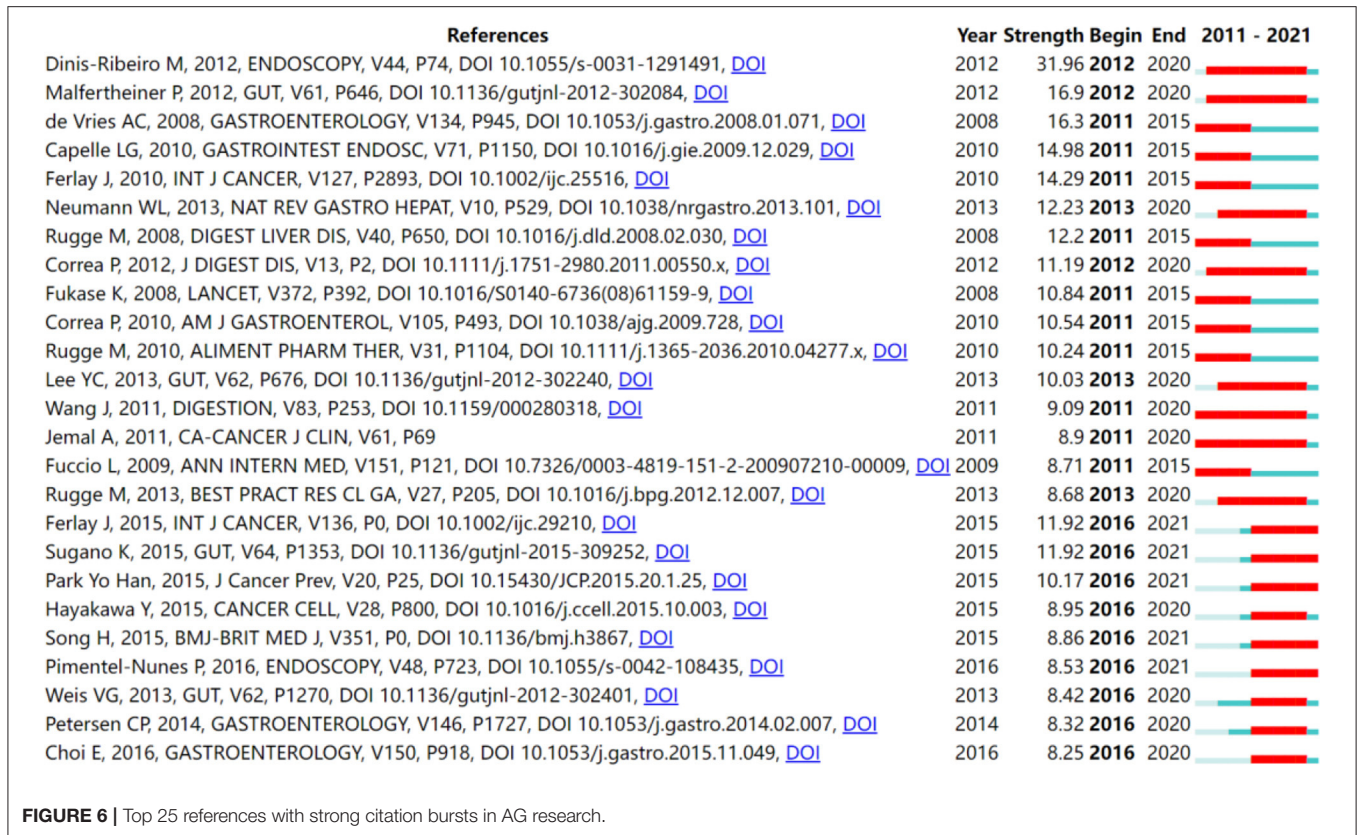 References Year Strength Begin End 2011 - 2021
Dinis-Ribeiro M, 2012, ENDOSCOPY, V44, P74, DOI 10.1055/s-0031-1291491, DOI 2012 31.96 2012 2020
Malfertheiner P, 2012, GUT, V61, P646, DOI 10.1136/gutjnl-2012-302084, DOI 2012 16.9 2012 2020
de Vries AC, 2008, GASTROENTEROLOGY, V134, P945, DOI 10.1053/j.gastro.2008.01.071, DOI 2008 16.3 2011 2015
Capelle LG, 2010, GASTROINTEST ENDOSC, V71, P1150, DOI 10.1016/j.gie.2009.12.029, DOI 2010 14.98 2011 2015
Ferlay J, 2010, INT J CANCER, V127, P2893, DOI 10.1002/ijc.25516, DOI 2010 14.29 2011 2015
Neumann WL, 2013, NAT REV GASTRO HEPAT, V10, P529, DOI 10.1038/nrgastro.2013.101, DOI 2013 12.23 2013 2020
Rugge M, 2008, DIGEST LIVER DIS, V40, P650, DOI 10.1016/j.dld.2008.02.030, DOI 2008 12.2 2011 2015
Correa P, 2012, J DIGEST DIS, V13, P2, DOI 10.1111/j.1751-2980.2011.00550.x, DOI 2012 11.19 2012 2020
Fukase K, 2008, LANCET, V372, P392, DOI 10.1016/S0140-6736(08)61159-9, DOI 2008 10.84 2011 2015
Correa P, 2010, AM J GASTROENTEROL, V105, P493, DOI 10.1038/ajg.2009.728, DOI 2010 10.54 2011 2015
Rugge M, 2010, ALIMENT PHARM THER, V31, P1104, DOI 10.1111/j.1365-2036.2010.04277.x, DOI 2010 10.24 2011 2015
Lee YC, 2013, GUT, V62, P676, DOI 10.1136/gutjnl-2012-302240, DOI 2013 10.03 2013 2020
Wang J, 2011, DIGESTION, V83, P253, DOI 10.1159/000280318, DOI 2011 9.09 2011 2020
Jemal A, 2011, CA-CANCER J CLIN, V61, P69 2011 8.9 2011 2020
Fuccio L, 2009, ANN INTERN MED, V151, P121, DOI 10.7326/0003-4819-151-2-200907210-00009, DOI 2009 8.71 2011 2015
Rugge M, 2013, BEST PRACT RES CL GA, V27, P205, DOI 10.1016/j.bpg.2012.12.007, DOI 2013 8.68 2013 2020
Ferlay J, 2015, INT J CANCER, V136, P0, DOI 10.1002/ijc.29210, DOI 2015 11.92 2016 2021
Sugano K, 2015, GUT, V64, P1353, DOI 10.1136/gutjnl-2015-309252, DOI 2015 11.92 2016 2021
Park Yo Han, 2015, J Cancer Prev, V20, P25, DOI 10.15430/JCP.2015.20.1.25, DOI 2015 10.17 2016 2021
Hayakawa Y, 2015, CANCER CELL, V28, P800, DOI 10.1016/j.ccell.2015.10.003, DOI 2015 8.95 2016 2020
Song H, 2015, BMJ-BRIT MED J, V351, P0, DOI 10.1136/bmj.h3867, DOI 2015 8.86 2016 2021
Pimentel-Nunes P, 2016, ENDOSCOPY, V48, P723, DOI 10.1055/s-0042-108435, DOI 2016 8.53 2016 2021
Weis VG, 2013, GUT, V62, P1270, DOI 10.1136/gutjnl-2012-302401, DOI 2013 8.42 2016 2020
Petersen CP, 2014, GASTROENTEROLOGY, V146, P1727, DOI 10.1053/j.gastro.2014.02.007, DOI 2014 8.32 2016 2020
Choi E, 2016, GASTROENTEROLOGY, V150, P918, DOI 10.1053/j.gastro.2015.11.049, DOI 2016 8.25 2016 2020
FIGURE 6 | Top 25 references with strong citation bursts in AG research.